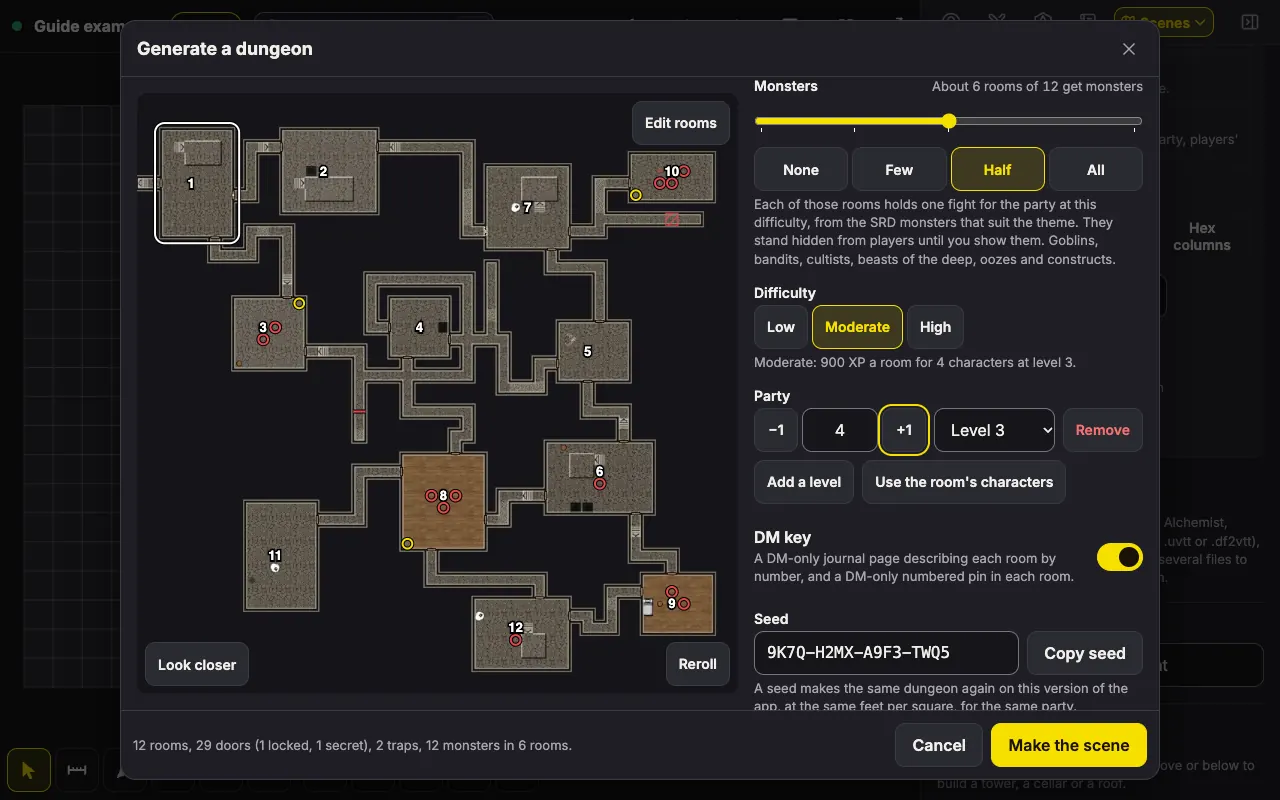 Guide exam
Scenes
Generate a dungeon
Edit rooms
1
2
3
4
5
6
7
8
9
10
11
12
Look closer
Reroll
Monsters
About 6 rooms of 12 get monsters
None
Few
Half
All
Each of those rooms holds one fight for the party at this
difficulty, from the SRD monsters that suit the theme. They
stand hidden from players until you show them. Goblins,
bandits, cultists, beasts of the deep, oozes and constructs.
Difficulty
Low
Moderate
High
Moderate: 900 XP a room for 4 characters at level 3.
Party
−1
4
+1
Level 3
Remove
Add a level
Use the room's characters
DM key
A DM-only journal page describing each room by
number, and a DM-only numbered pin in each room.
Seed
9K7Q-H2MX-A9F3-TWQ5
Copy seed
A seed makes the same dungeon again on this version of the
app, at the same feet per square, for the same party.
12 rooms, 29 doors (1 locked, 1 secret), 2 traps, 12 monsters in 6 rooms.
Cancel
Make the scene
arty, players'
Hex
columns
Alchemist,
.uvtt or .df2vtt),
several files to
ove or below to
build a tower, a cellar or a roof.